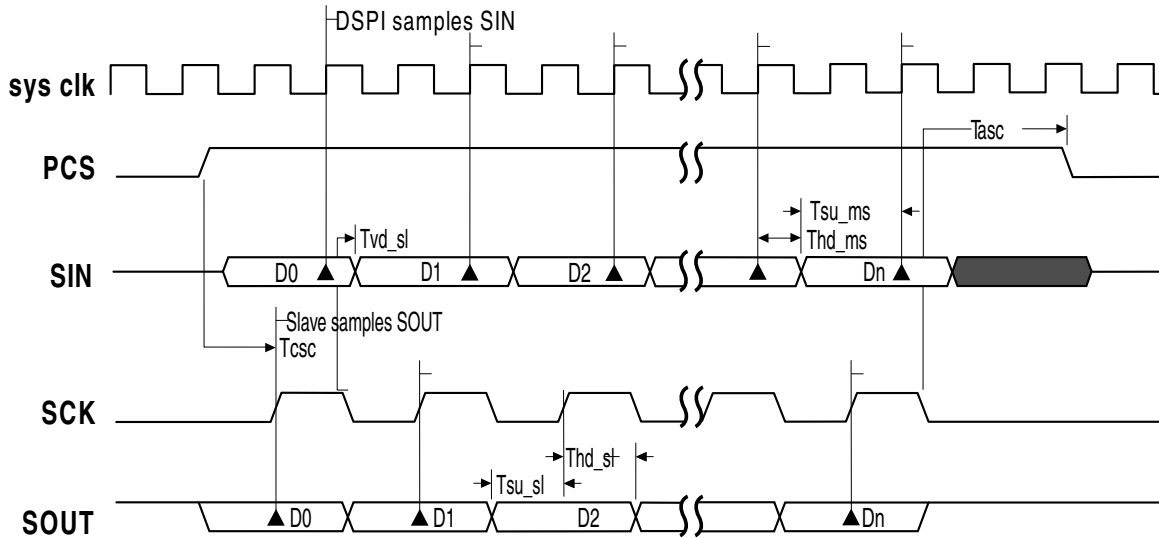 DSPI samples SIN
sys clk
Tasc
PCS
Tsu_ms
Tvd_sl
Thd_ms
SIN
D0
D1
D2
Dn
Slave samples SOUT
Tcsc
SCK
Thd_sl
Tsu_sl
SOUT
D0
D1
D2
Dn